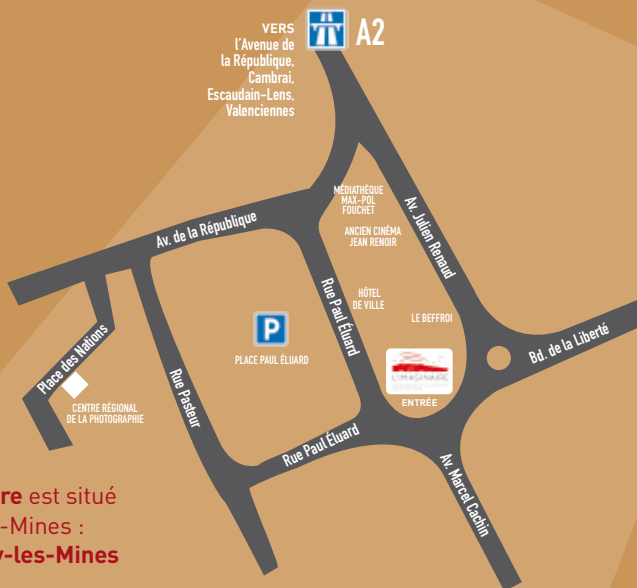 VERS
l'Avenue de
la République,
Cambrai,
Escaudain-Lens,
Valenciennes
A2
MÉDIATHÈQUE
MAX-POL
FOUCHET
ANCIEN CINÉMA
JEAN RENOIR
Av. Julien Renaud
Av. de la République
Rue Paul Éluard
HÔTEL
DE VILLE
LE BEFFROI
P
PLACE PAUL ÉLUARD
Bd. de la Liberté
Place des Nations
Rue Pasteur
L'IMAGINAIRE
ENTRÉE
CENTRE RÉGIONAL
DE LA PHOTOGRAPHIE
Rue Paul Éluard
Av. Marcel Cachin
re est situé
-Mines :
y-les-Mines